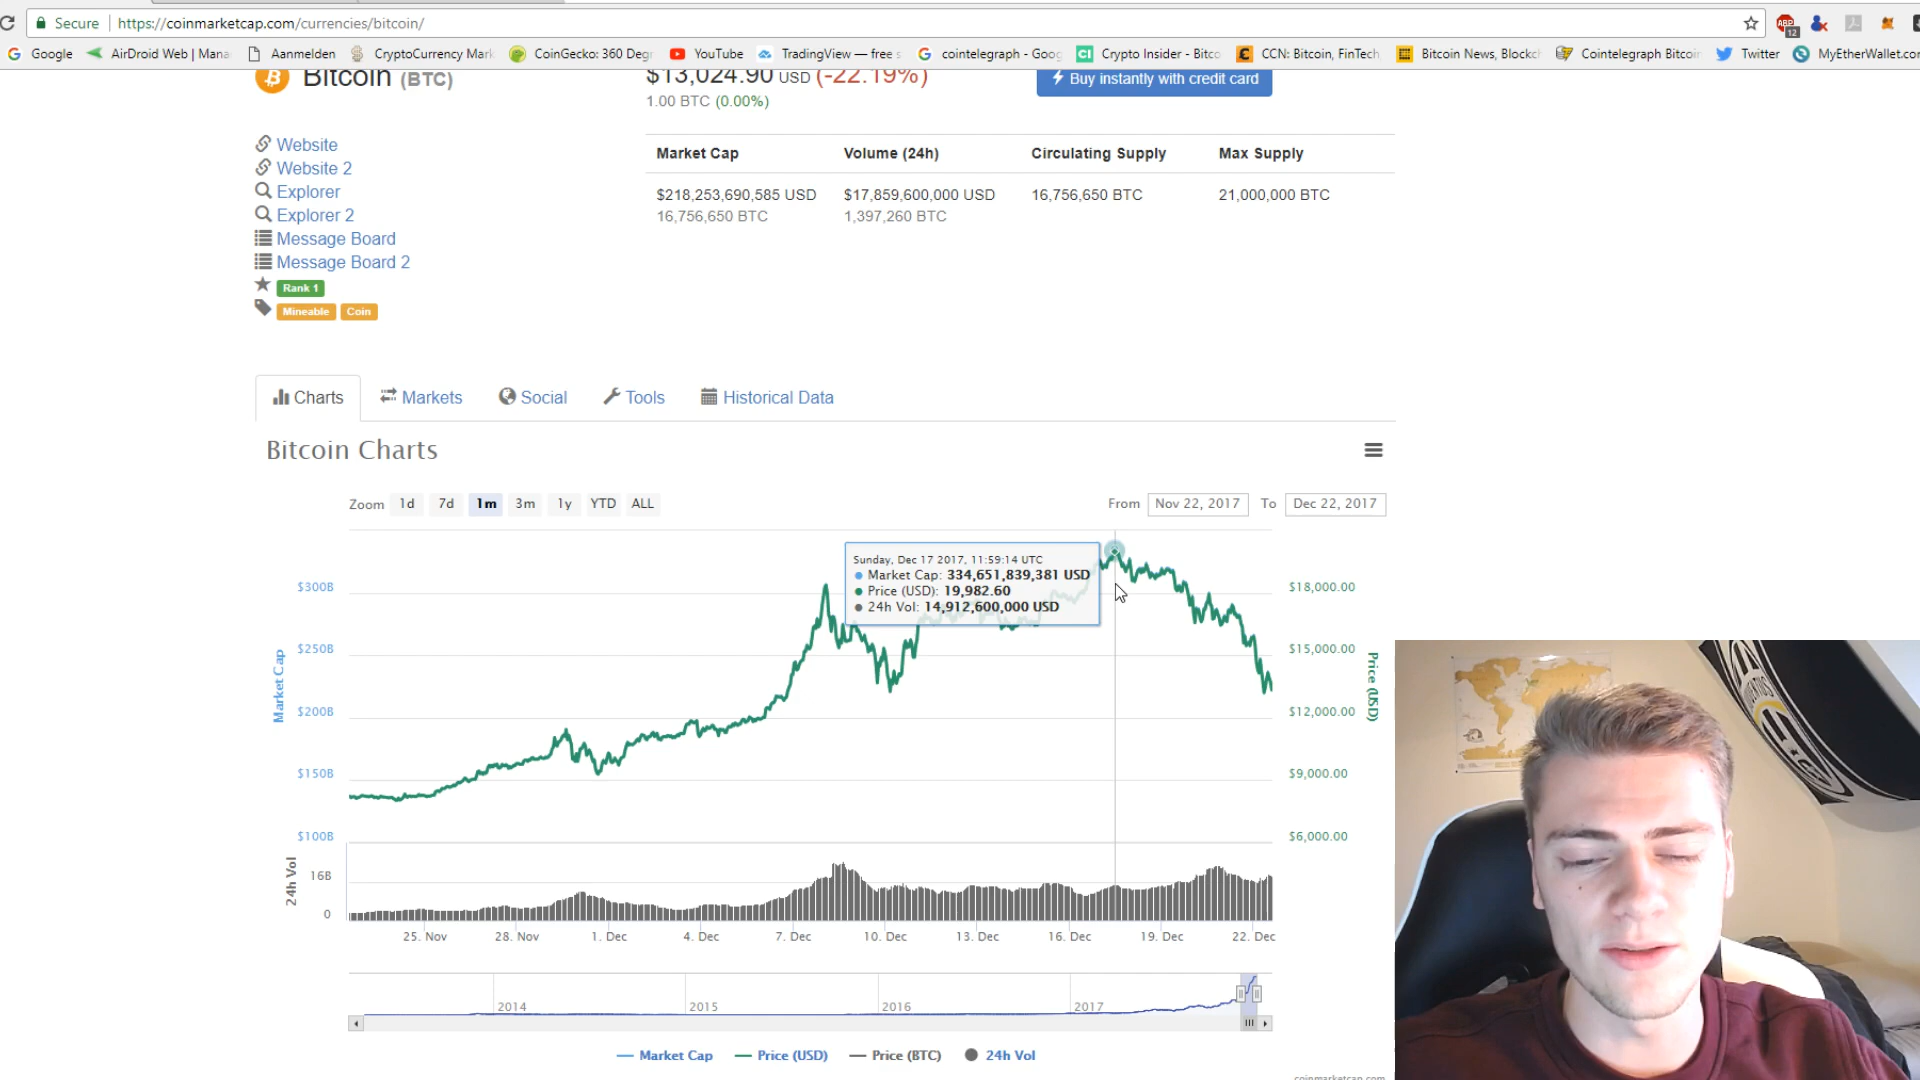 Secure https://coinmarketcap.com/currencies/bitcoin/
Google AirDroid Web | Mana Anmelden CryptoCurrency Mark CoinGecko: 360 Deg YouTube TradingView — free s cointelegraph - Goog Crypto Insider - Bitco CCN: Bitcoin, FinTech Bitcoin News, Blockch Cointelegraph Bitcoin Twitter MyEtherWallet.co
ABP 12
Bitcoin (BTC)
$13,024.90 USD (-22.19%)
1.00 BTC (0.00%)
Buy instantly with credit card
Website
Website 2
Explorer
Explorer 2
Message Board
Message Board 2
Rank 1
Mineable Coin
Market Cap Volume (24h) Circulating Supply Max Supply
$218,253,690,585 USD $17,859,600,000 USD 16,756,650 BTC 21,000,000 BTC
16,756,650 BTC 1,397,260 BTC
Charts Markets Social Tools Historical Data
Bitcoin Charts
Zoom 1d 7d 1m 3m 1y YTD ALL
From Nov 22, 2017 To Dec 22, 2017
Sunday, Dec 17 2017, 11:59:14 UTC
Market Cap: 334,651,839,381 USD
Price (USD): 19,982.60
24h Vol: 14,912,600,000 USD
$300B $18,000.00
$250B $15,000.00
$200B $12,000.00
$150B $9,000.00
$100B $6,000.00
Market Cap
Price (USD)
24h Vol
16B
0
25. Nov 28. Nov 1. Dec 4. Dec 7. Dec 10. Dec 13. Dec 16. Dec 19. Dec 22. Dec
2014 2015 2016 2017
Market Cap Price (USD) Price (BTC) 24h Vol
coinmarketcap.com